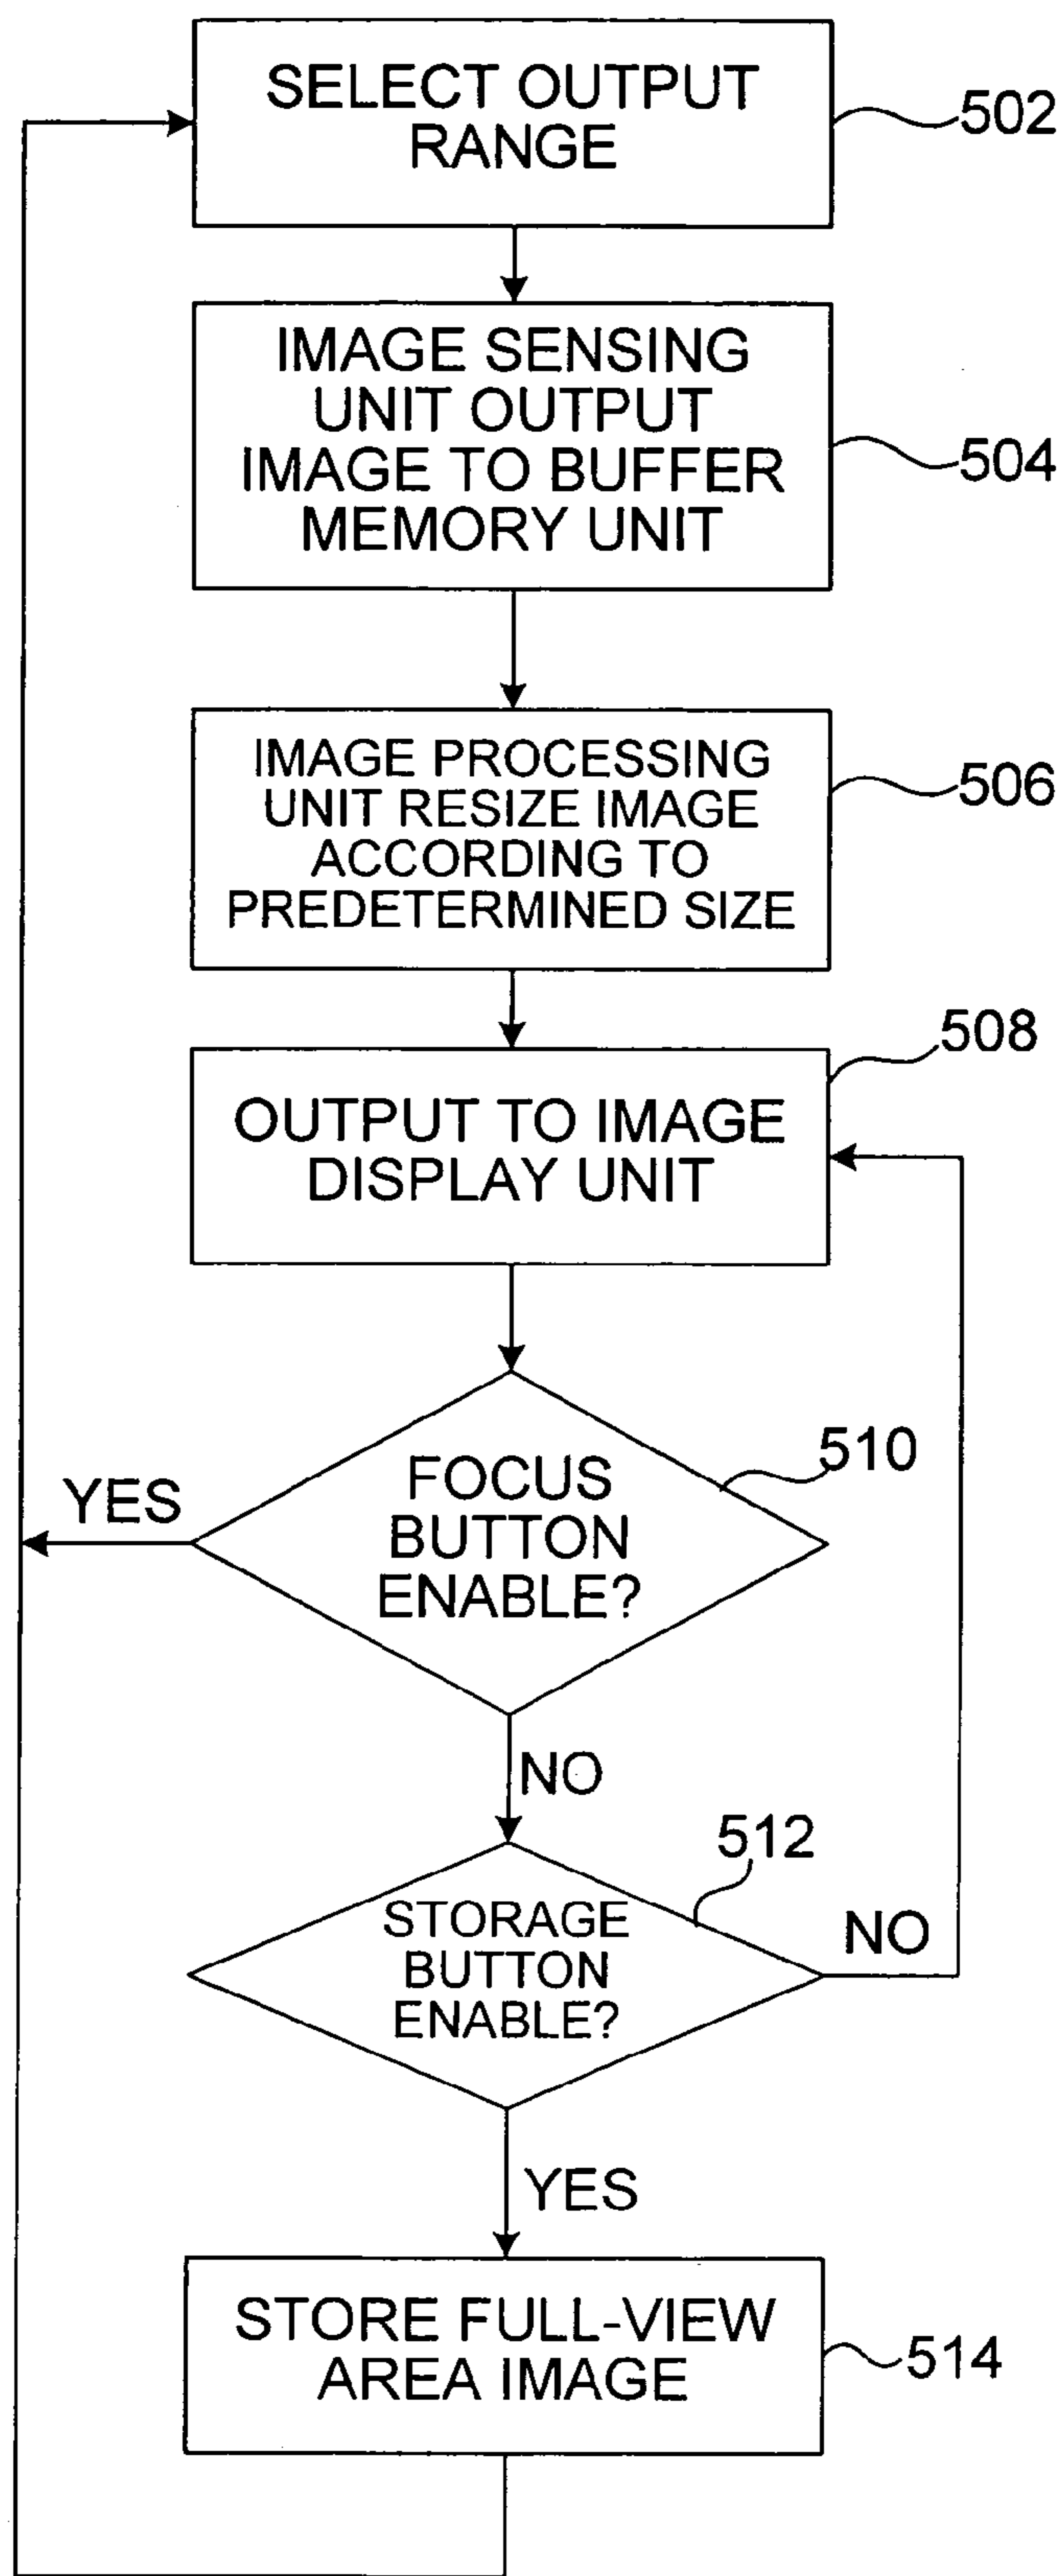 SELECT OUTPUT
RANGE
502
IMAGE SENSING
UNIT OUTPUT
IMAGE TO BUFFER
MEMORY UNIT
504
IMAGE PROCESSING
UNIT RESIZE IMAGE
ACCORDING TO
PREDETERMINED SIZE
506
508
OUTPUT TO IMAGE
DISPLAY UNIT
510
FOCUS
BUTTON
ENABLE?
YES
NO
512
STORAGE
BUTTON
ENABLE?
NO
YES
STORE FULL-VIEW
AREA IMAGE
514